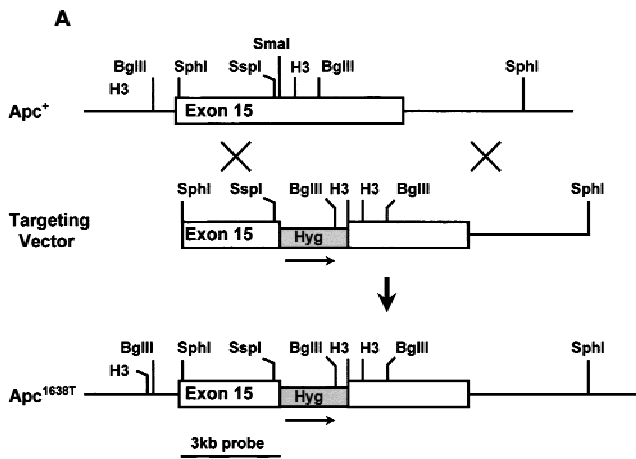 A
SmaI
BglII SphI SspI H3 BglII SphI
H3
Apc+ Exon 15
SphI SspI BglII H3 H3 BglII SphI
Targeting
Vector
Exon 15 Hyg
BglII SphI SspI BglII H3 H3 BglII SphI
H3
Apc1638T Exon 15 Hyg
3kb probe